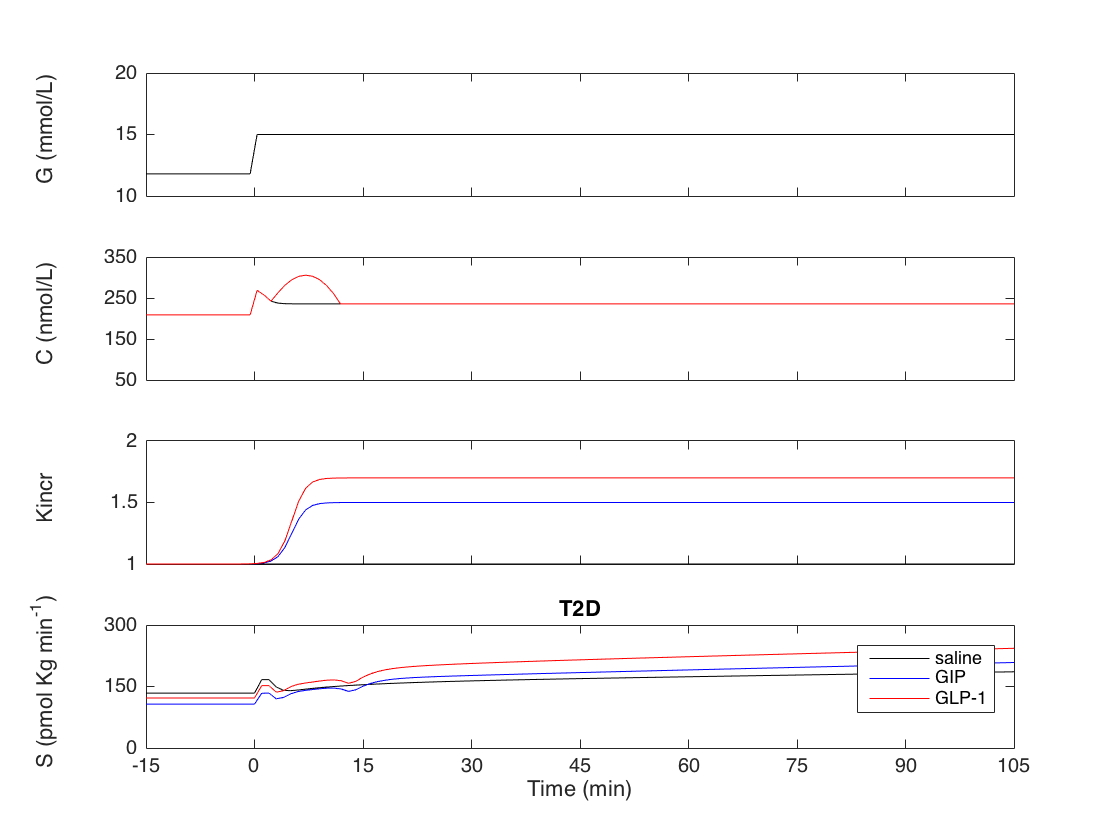 20
15
10
G (mmol/L)
350
250
150
50
C (nmol/L)
2
1.5
1
Kincr
T2D
300
150
0
S (pmol Kg min⁻¹)
saline
GIP
GLP-1
-15 0 15 30 45 60 75 90 105
Time (min)